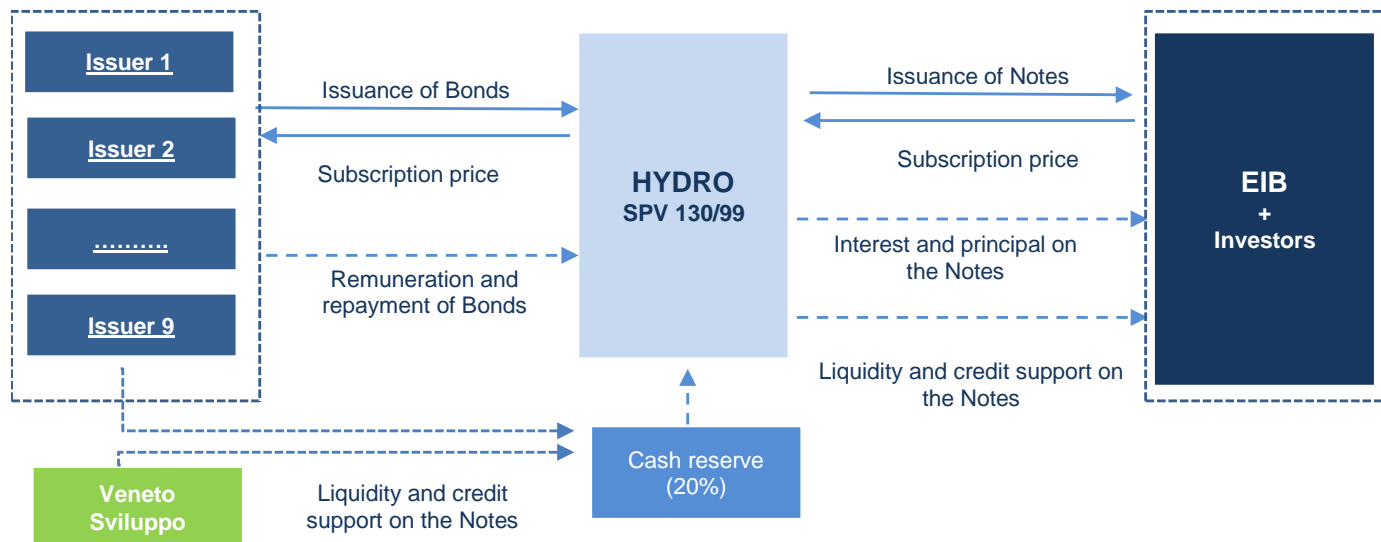 Issuer 1
Issuer 2
..........
Issuer 9
Issuance of Bonds
Subscription price
Remuneration and
repayment of Bonds
HYDRO
SPV 130/99
Issuance of Notes
Subscription price
Interest and principal on
the Notes
Liquidity and credit support on
the Notes
EIB
+
Investors
Veneto
Sviluppo
Liquidity and credit
support on the Notes
Cash reserve
(20%)